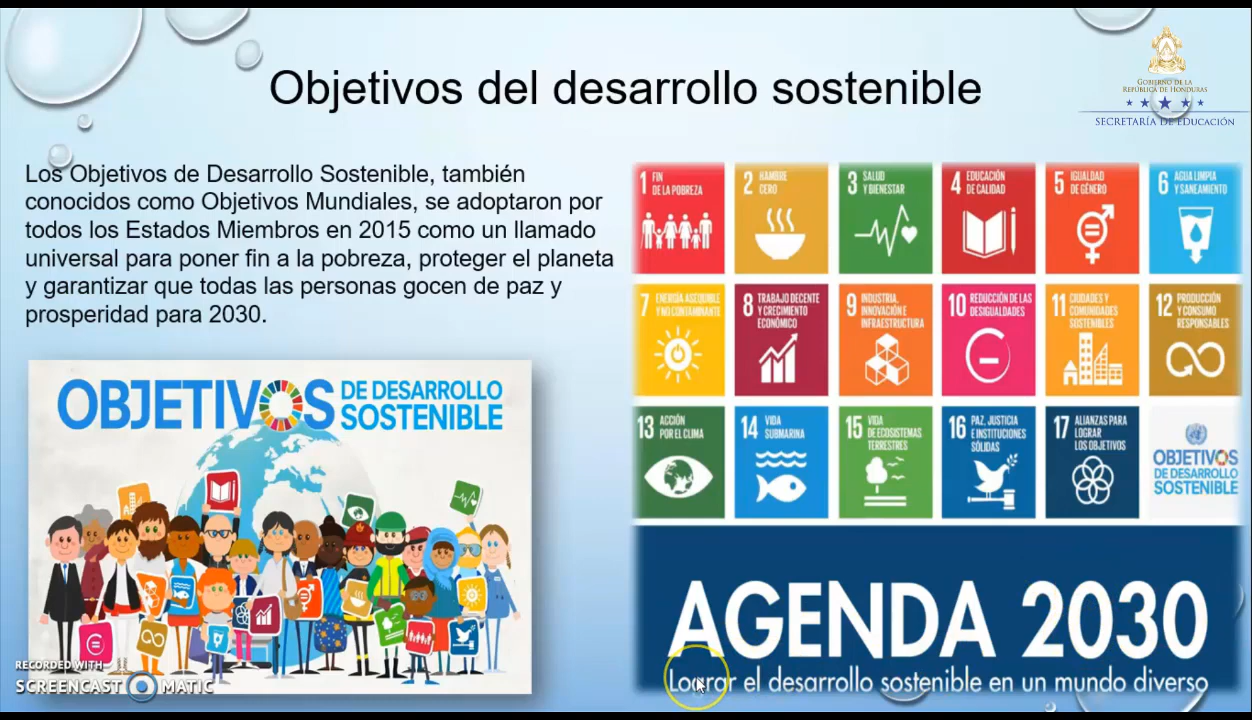 Objetivos del desarrollo sostenible
GOBIERNO DE LA
REPÚBLICA DE HONDURAS
SECRETARÍA DE EDUCACIÓN
Los Objetivos de Desarrollo Sostenible, también
conocidos como Objetivos Mundiales, se adoptaron por
todos los Estados Miembros en 2015 como un llamado
universal para poner fin a la pobreza, proteger el planeta
y garantizar que todas las personas gocen de paz y
prosperidad para 2030.
OBJETIVOS DE DESARROLLO
SOSTENIBLE
RECORDED WITH
SCREENCAST MATIC
1 FIN
DE LA POBREZA
2 HAMBRE
CERO
3 SALUD
Y BIENESTAR
4 EDUCACIÓN
DE CALIDAD
5 IGUALDAD
DE GÉNERO
6 AGUA LIMPIA
Y SANEAMIENTO
7 ENERGÍA ASEQUIBLE
Y NO CONTAMINANTE
8 TRABAJO DECENTE
Y CRECIMIENTO
ECONÓMICO
9 INDUSTRIA,
INNOVACIÓN E
INFRAESTRUCTURA
10 REDUCCIÓN DE LAS
DESIGUALDADES
11 CIUDADES Y
COMUNIDADES
SOSTENIBLES
12 PRODUCCIÓN
Y CONSUMO
RESPONSABLES
13 ACCIÓN
POR EL CLIMA
14 VIDA
SUBMARINA
15 VIDA
DE ECOSISTEMAS
TERRESTRES
16 PAZ, JUSTICIA
E INSTITUCIONES
SÓLIDAS
17 ALIANZAS PARA
LOGRAR
LOS OBJETIVOS
OBJETIVOS
DE DESARROLLO
SOSTENIBLE
AGENDA 2030
Lograr el desarrollo sostenible en un mundo diverso